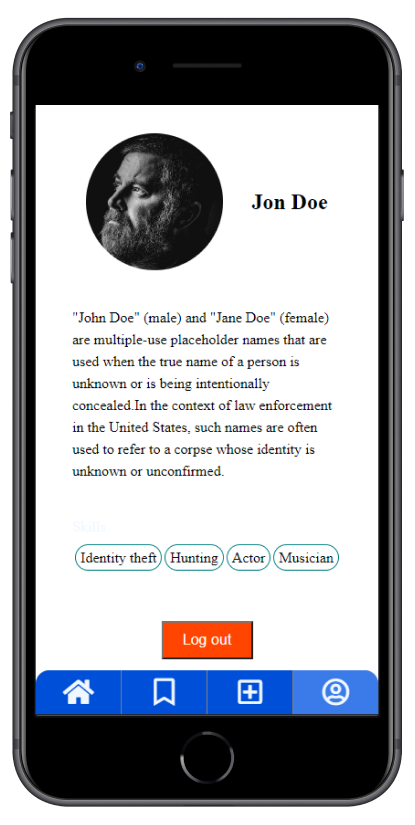 Jon Doe
"John Doe" (male) and "Jane Doe" (female)
are multiple-use placeholder names that are
used when the true name of a person is
unknown or is being intentionally
concealed.In the context of law enforcement
in the United States, such names are often
used to refer to a corpse whose identity is
unknown or unconfirmed.
Skills
Identity theft Hunting Actor Musician
Log out